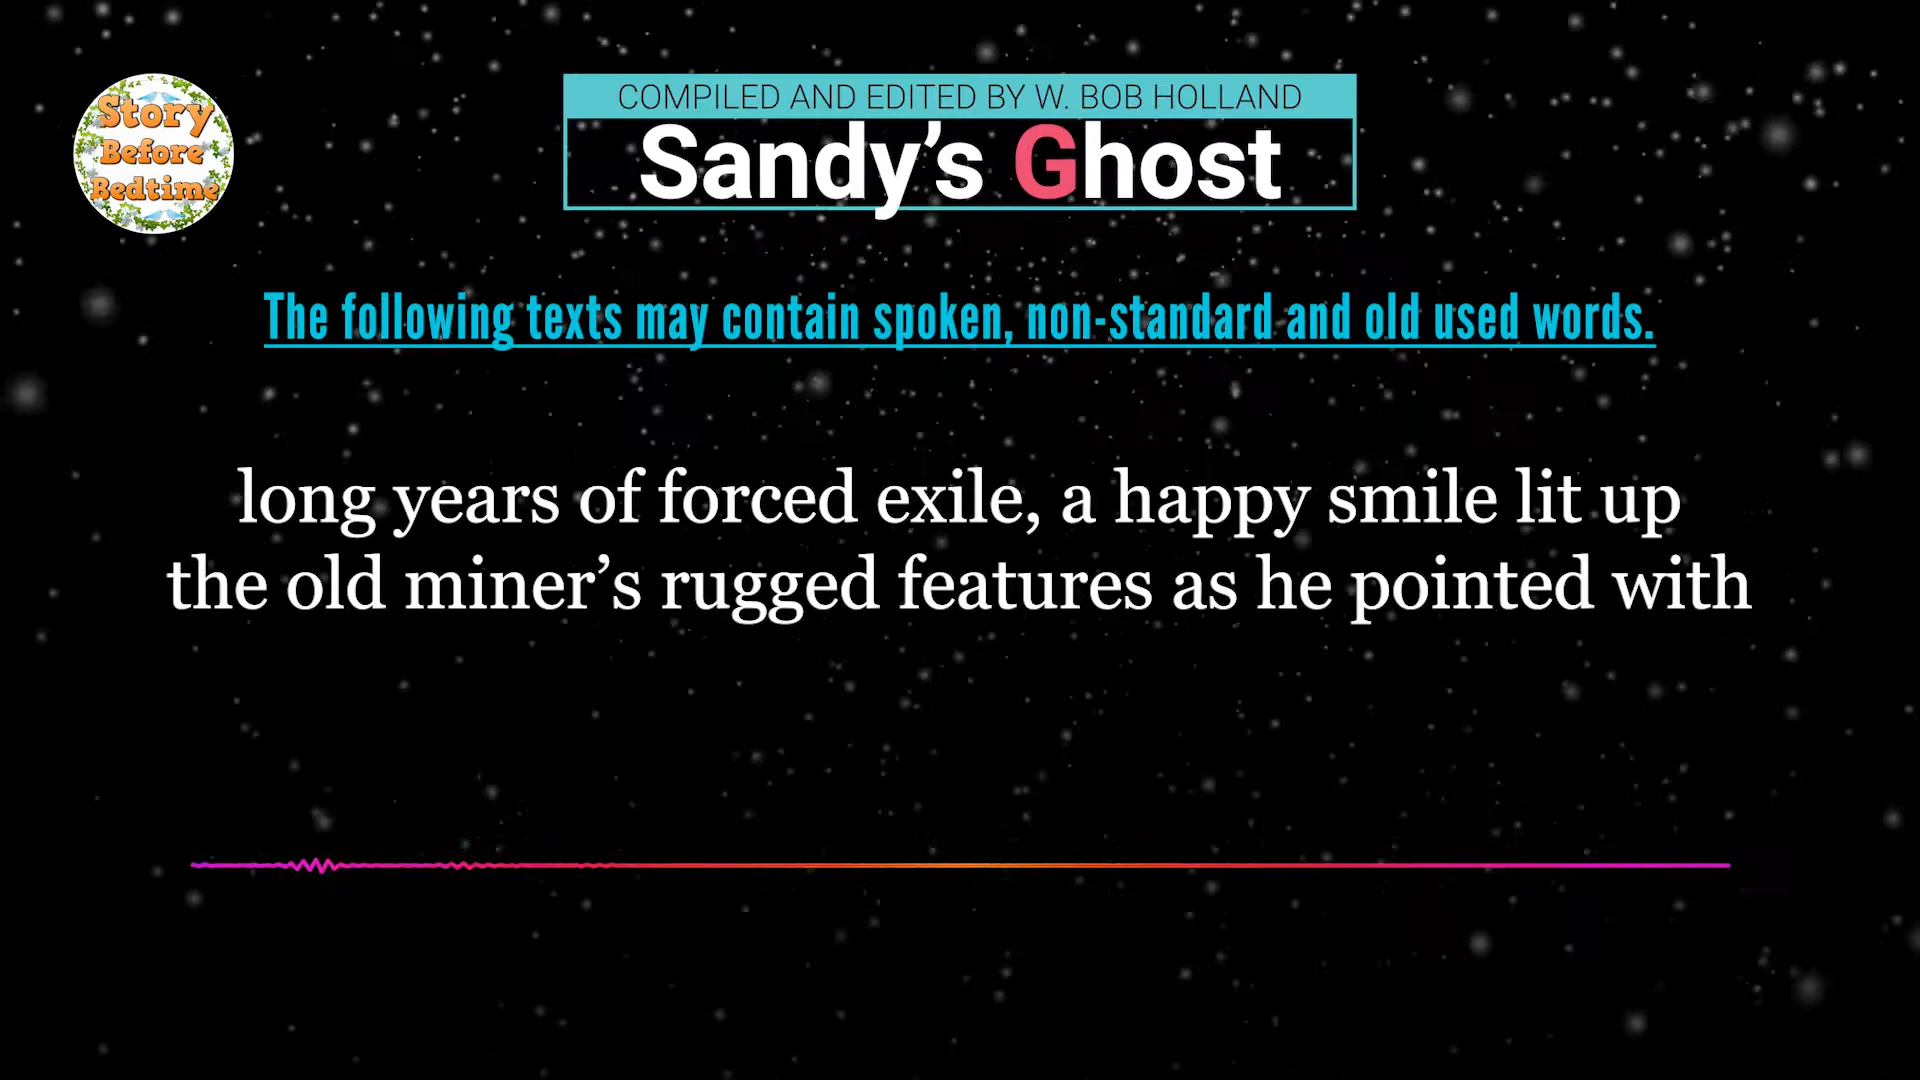 Story
Before
Bedtime
COMPILED AND EDITED BY W. BOB HOLLAND
Sandy’s Ghost
The following texts may contain spoken, non-standard and old used words.
long years of forced exile, a happy smile lit up
the old miner’s rugged features as he pointed with